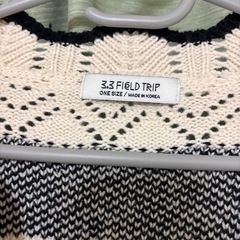 3.3 FIELD TRIP
ONE SIZE / MADE IN KOREA